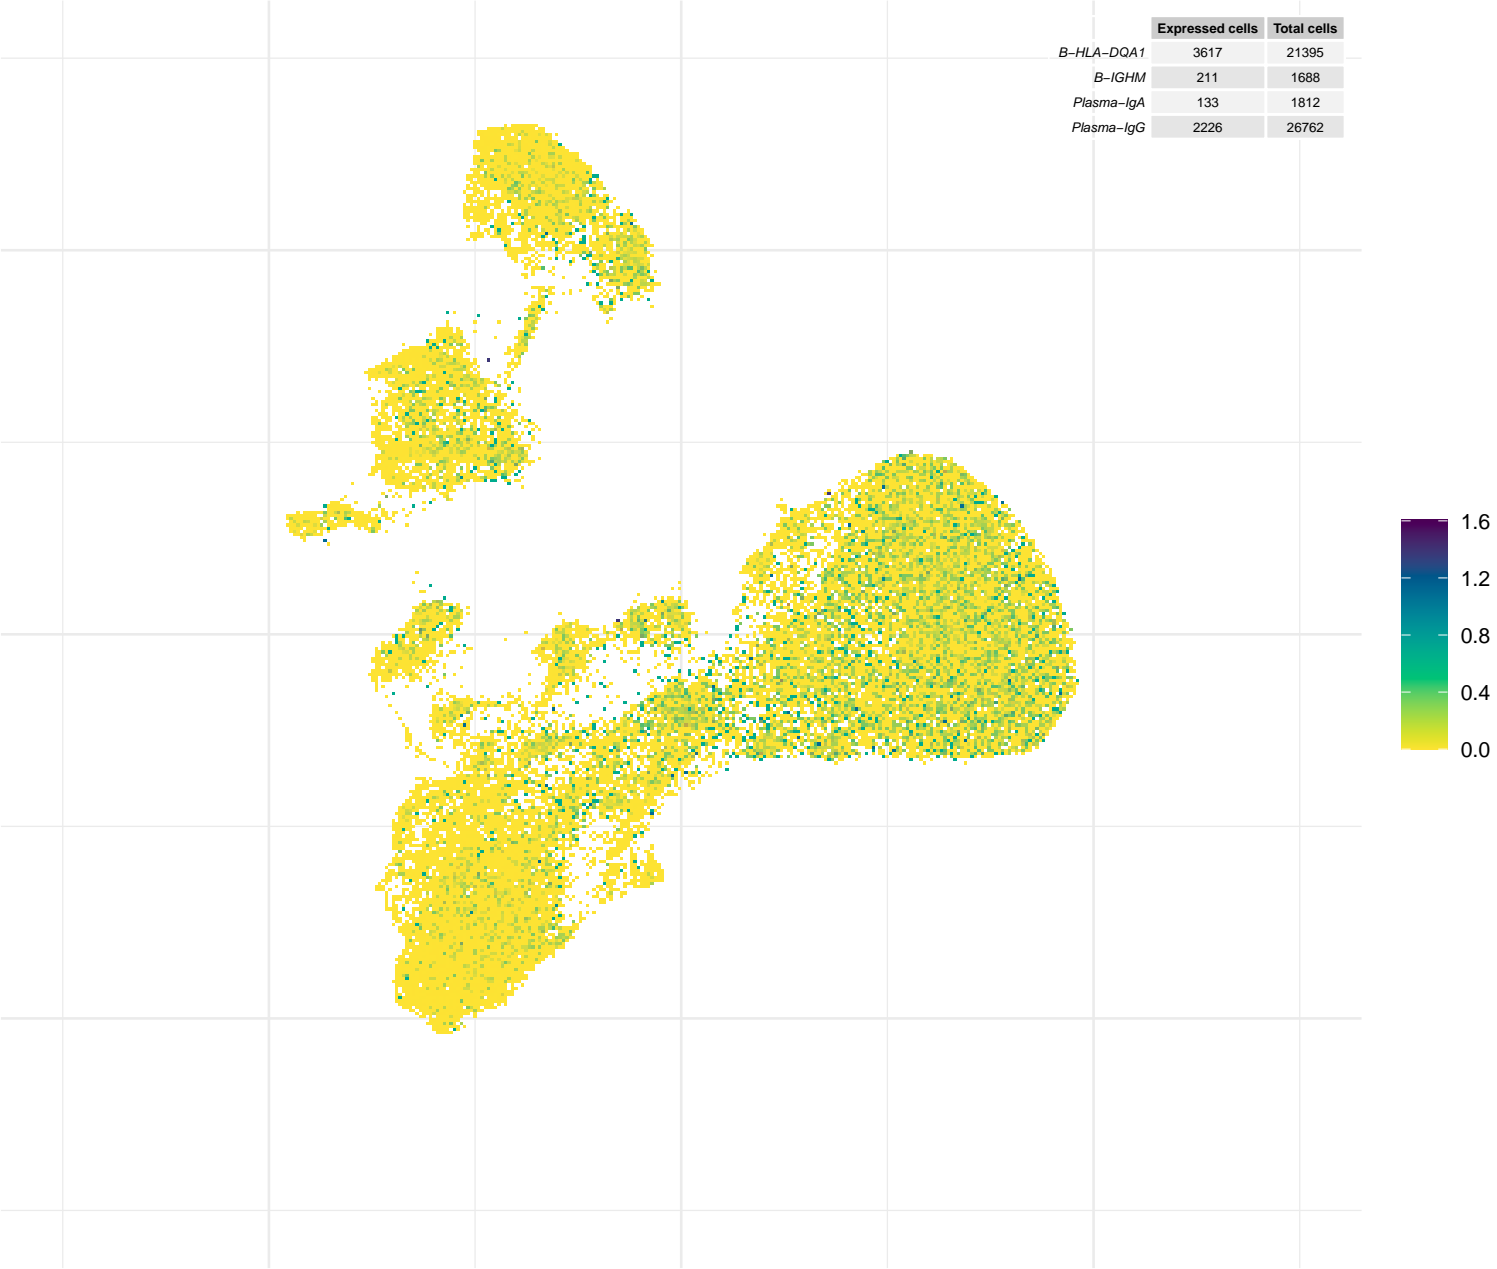 Expressed cells Total cells
B−HLA−DQA1 3617 21395
B−IGHM 211 1688
Plasma−IgA 133 1812
Plasma−IgG 2226 26762
1.6
1.2
0.8
0.4
0.0